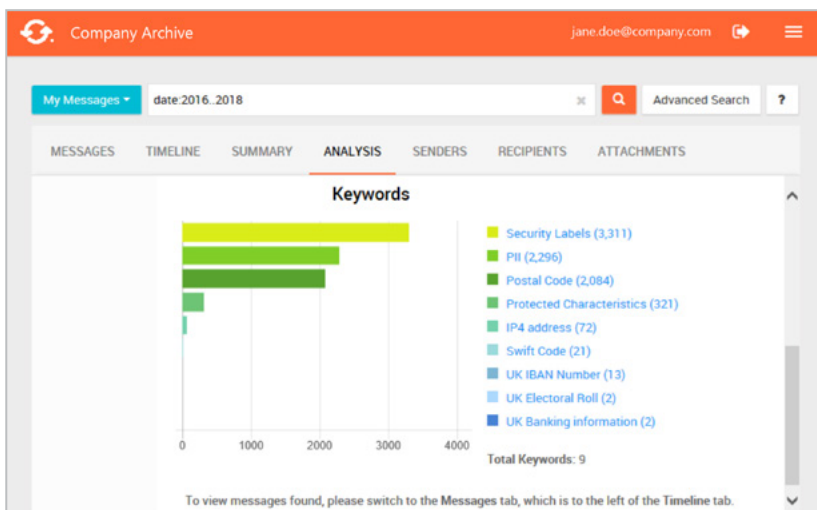 Company Archive jane.doe@company.com
My Messages date:2016..2018 Advanced Search ?
MESSAGES TIMELINE SUMMARY ANALYSIS SENDERS RECIPIENTS ATTACHMENTS
Keywords
Security Labels (3,311)
PII (2,296)
Postal Code (2,084)
Protected Characteristics (321)
IP4 address (72)
Swift Code (21)
UK IBAN Number (13)
UK Electoral Roll (2)
UK Banking information (2)
0 1000 2000 3000 4000
Total Keywords: 9
To view messages found, please switch to the Messages tab, which is to the left of the Timeline tab.